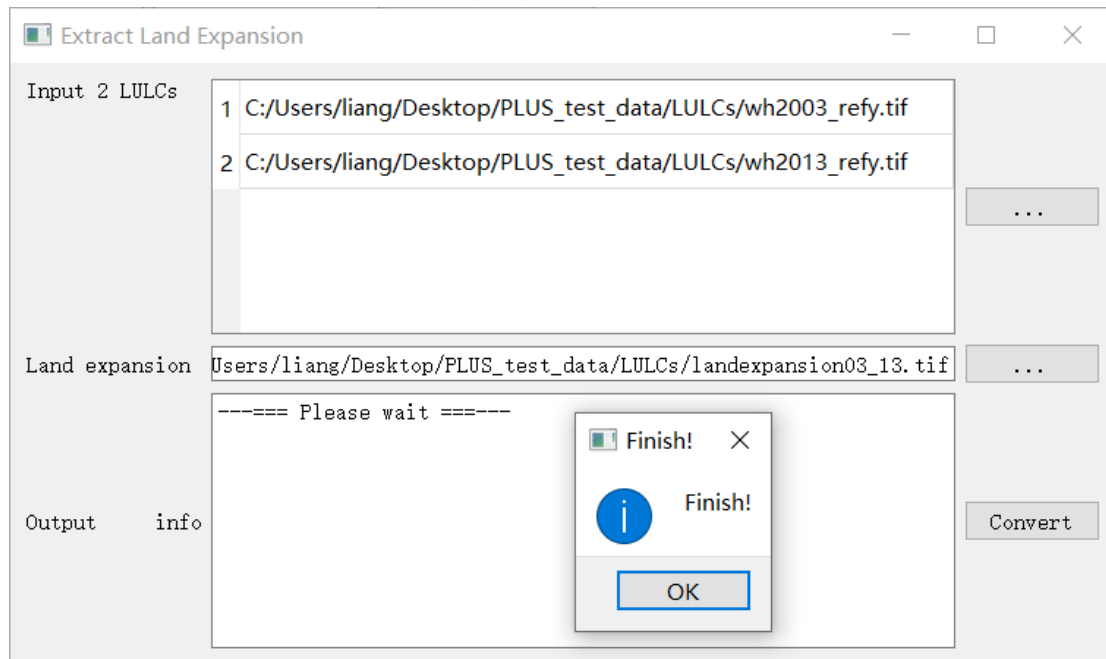 Extract Land Expansion
Input 2 LULCs
1 C:/Users/liang/Desktop/PLUS_test_data/LULCs/wh2003_refy.tif
2 C:/Users/liang/Desktop/PLUS_test_data/LULCs/wh2013_refy.tif
...
Land expansion Users/liang/Desktop/PLUS_test_data/LULCs/landexpansion03_13.tif ...
---=== Please wait ===---
Finish!
Finish!
Output info
Convert
OK